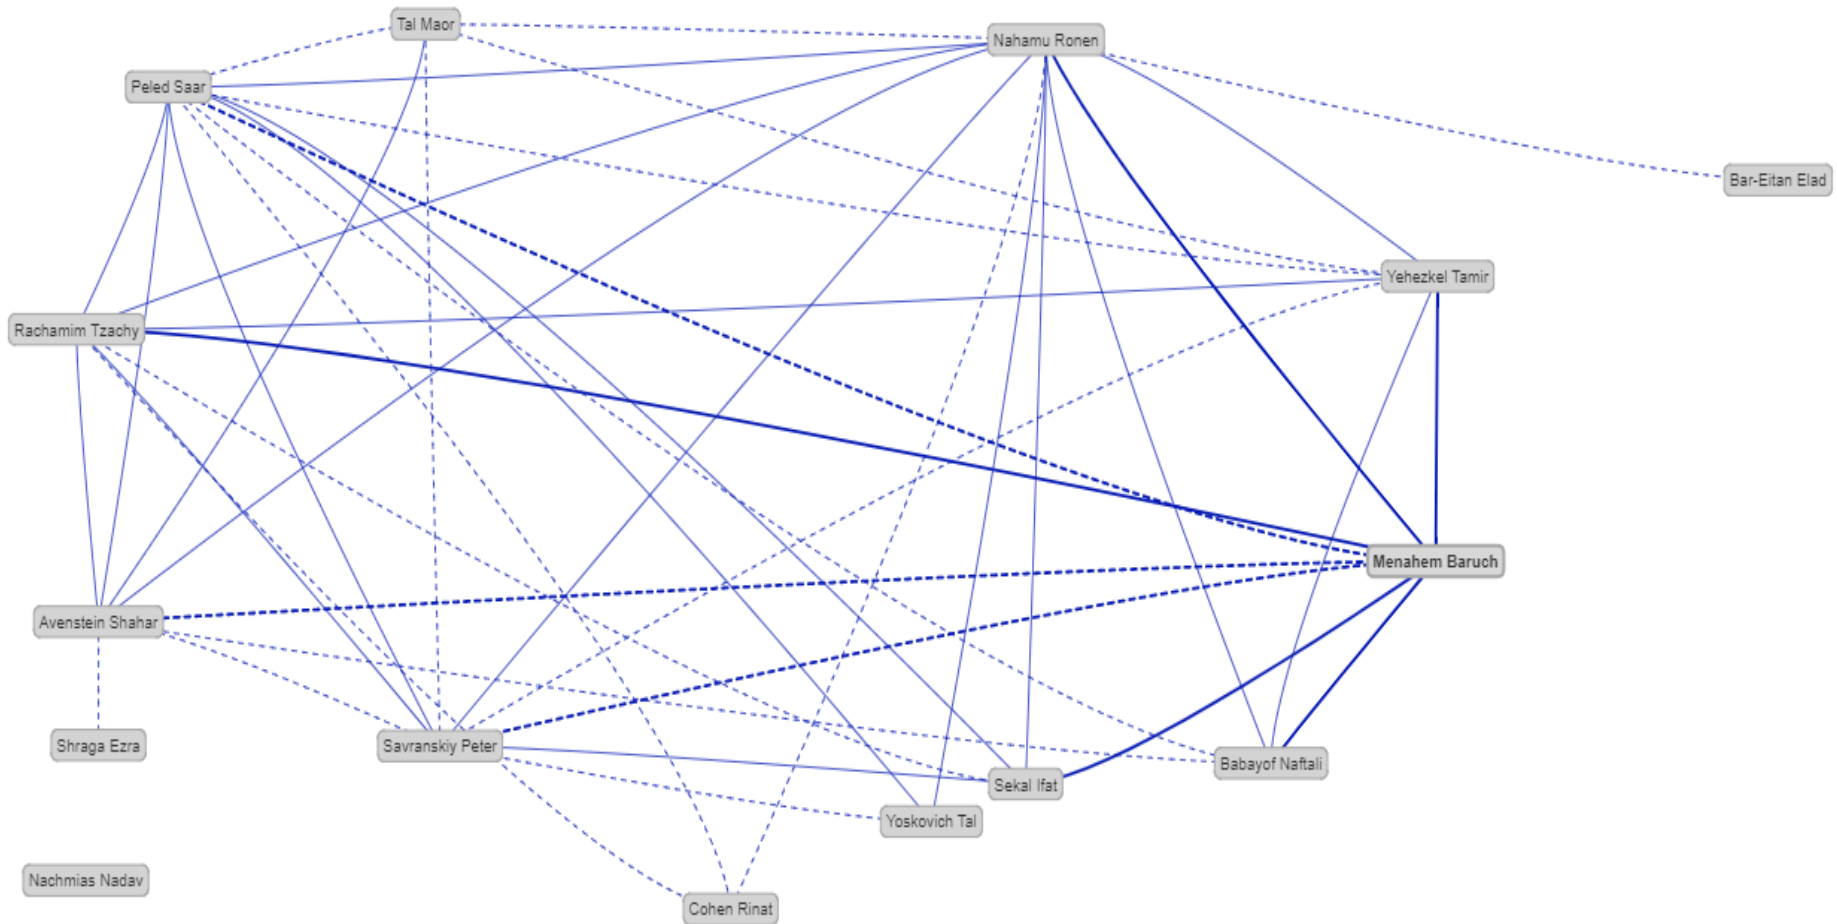 Tal Maor
Nahamu Ronen
Peled Saar
Bar-Eitan Elad
Yehezkel Tamir
Rachamim Tzachy
Menahem Baruch
Avenstein Shahar
Shraga Ezra
Savranskiy Peter
Babayof Naftali
Sekal Ifat
Yoskovich Tal
Nachmias Nadav
Cohen Rinat